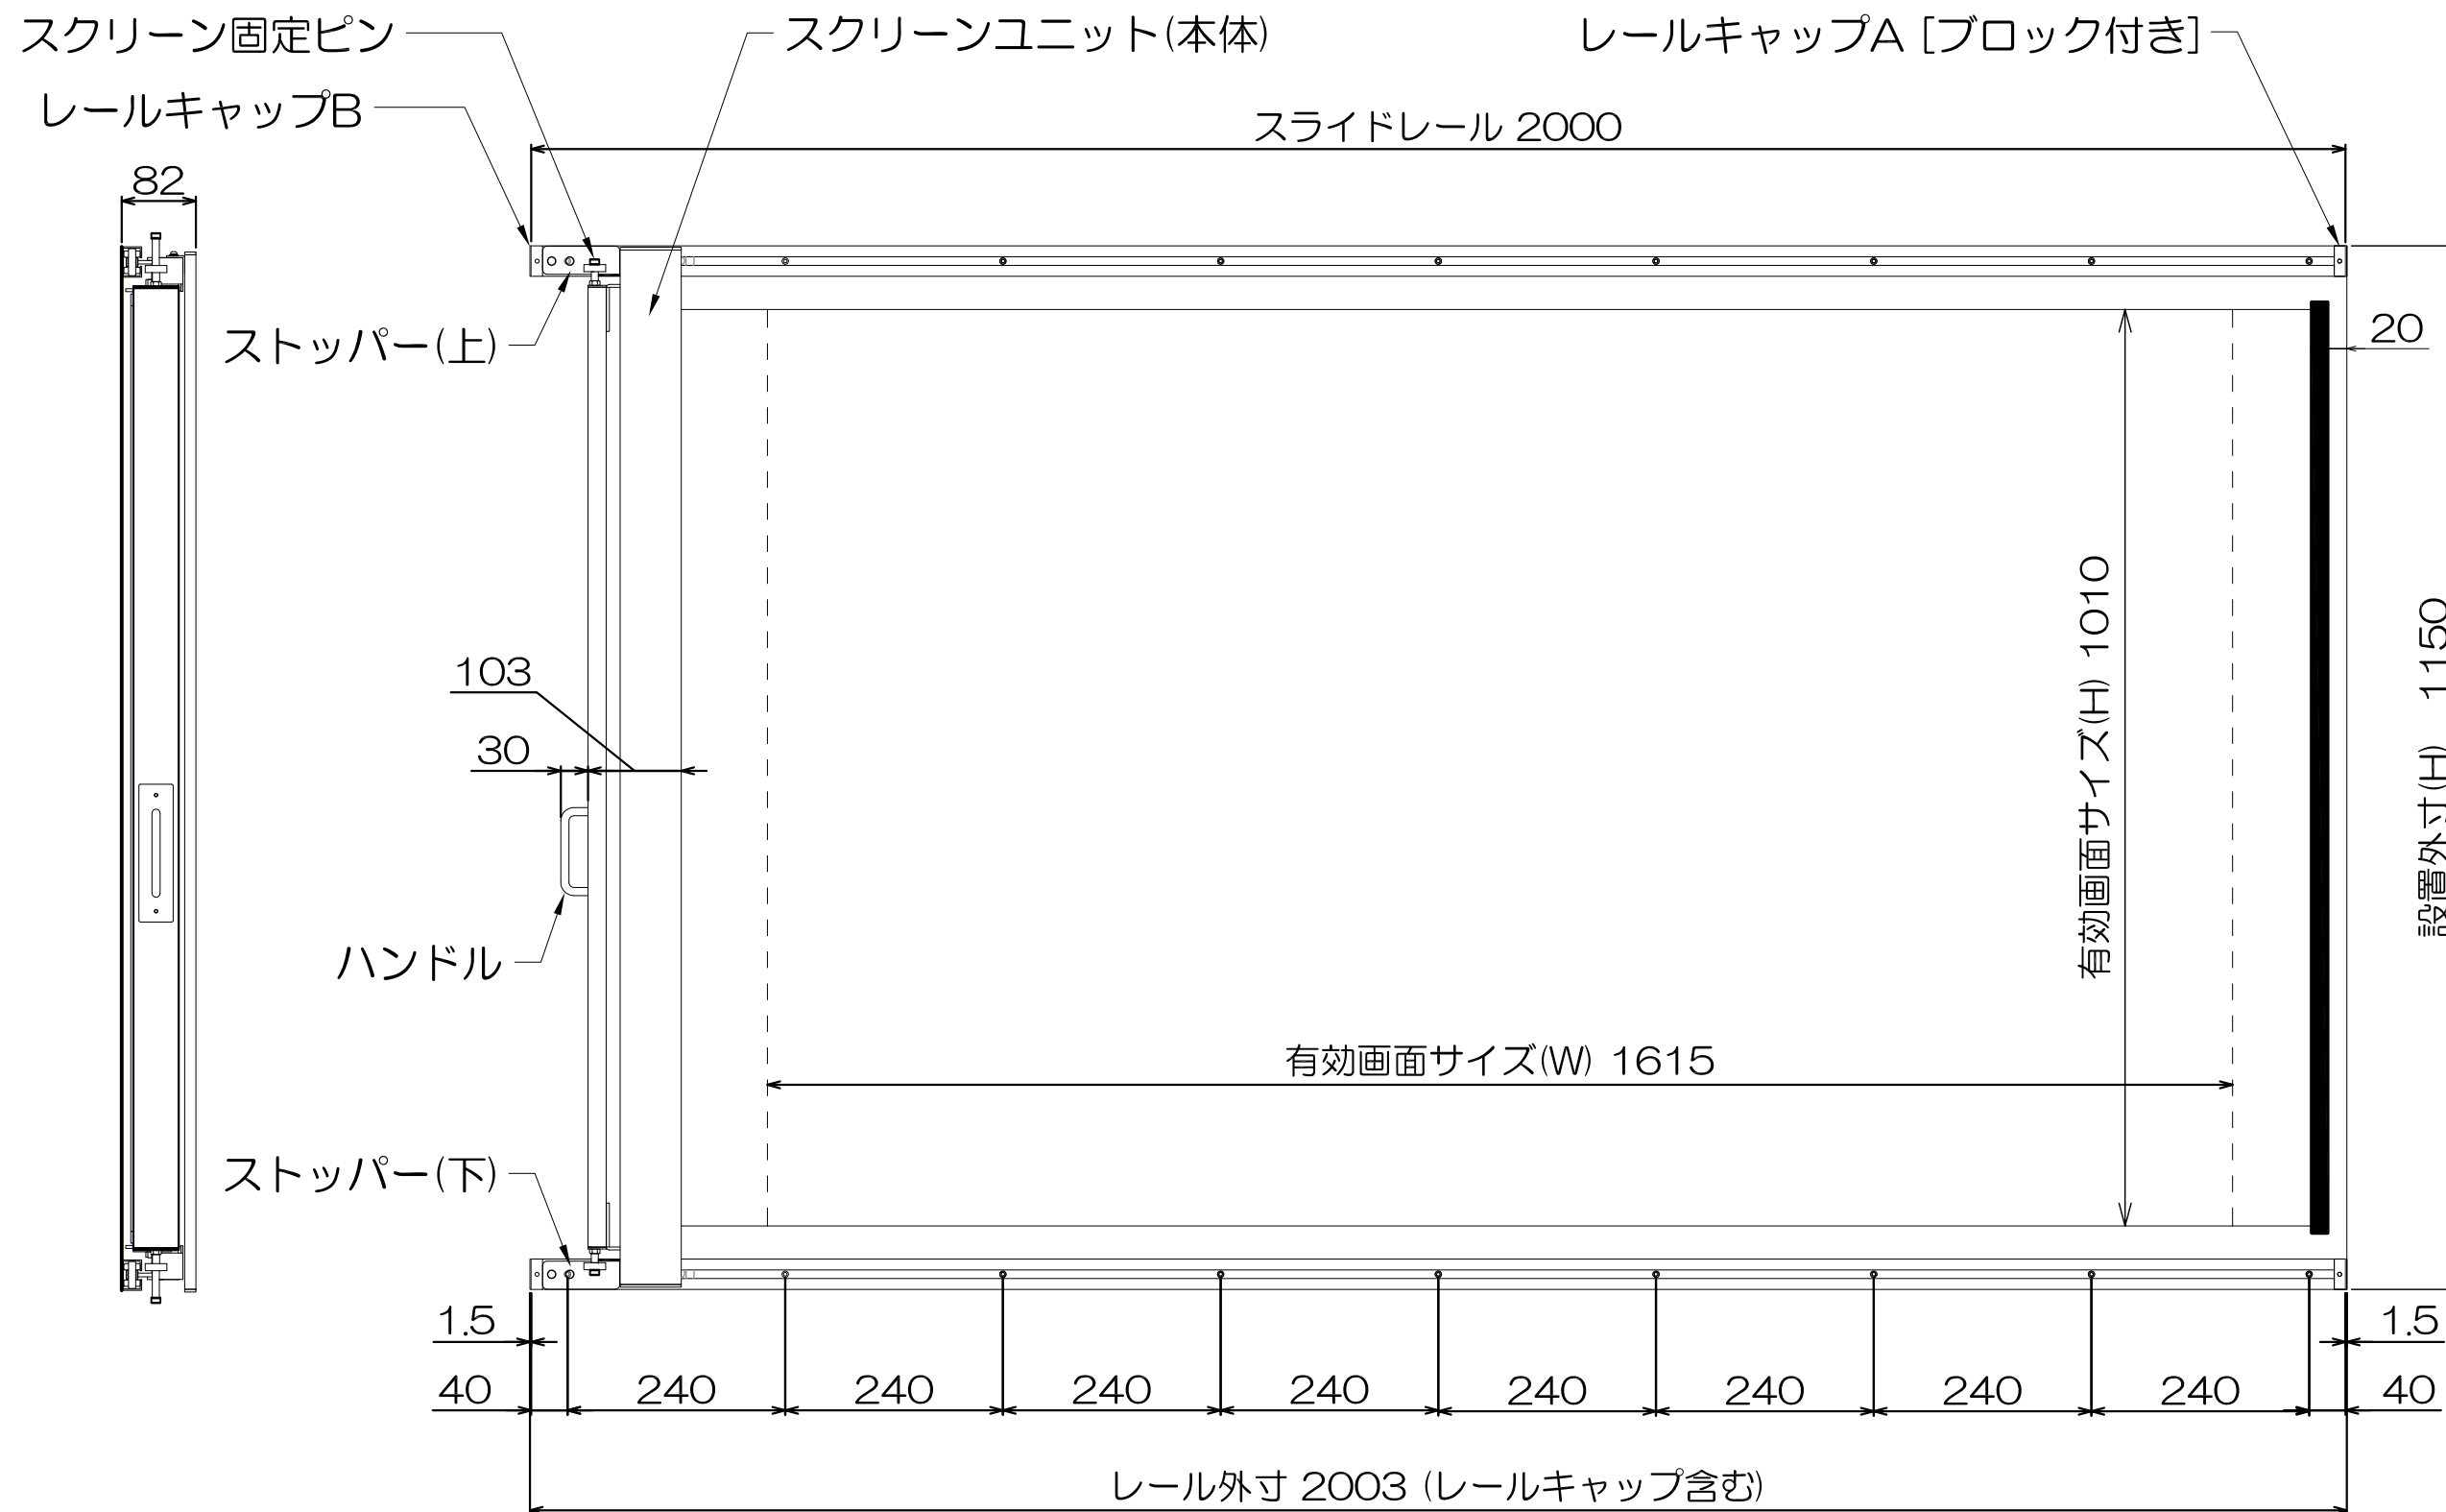 スクリーン固定ピン
スクリーンユニット(本体)
レールキャップA [ブロック付き]
レールキャップB
スライドレール 2000
82
ストッパー(上)
20
103
30
有効画面サイズ(H) 1010
設置外寸(H) 1150
ハンドル
有効画面サイズ(W) 1615
ストッパー(下)
1.5
1.5
40
240
240
240
240
240
240
240
240
40
レール外寸 2003 (レールキャップ含む)